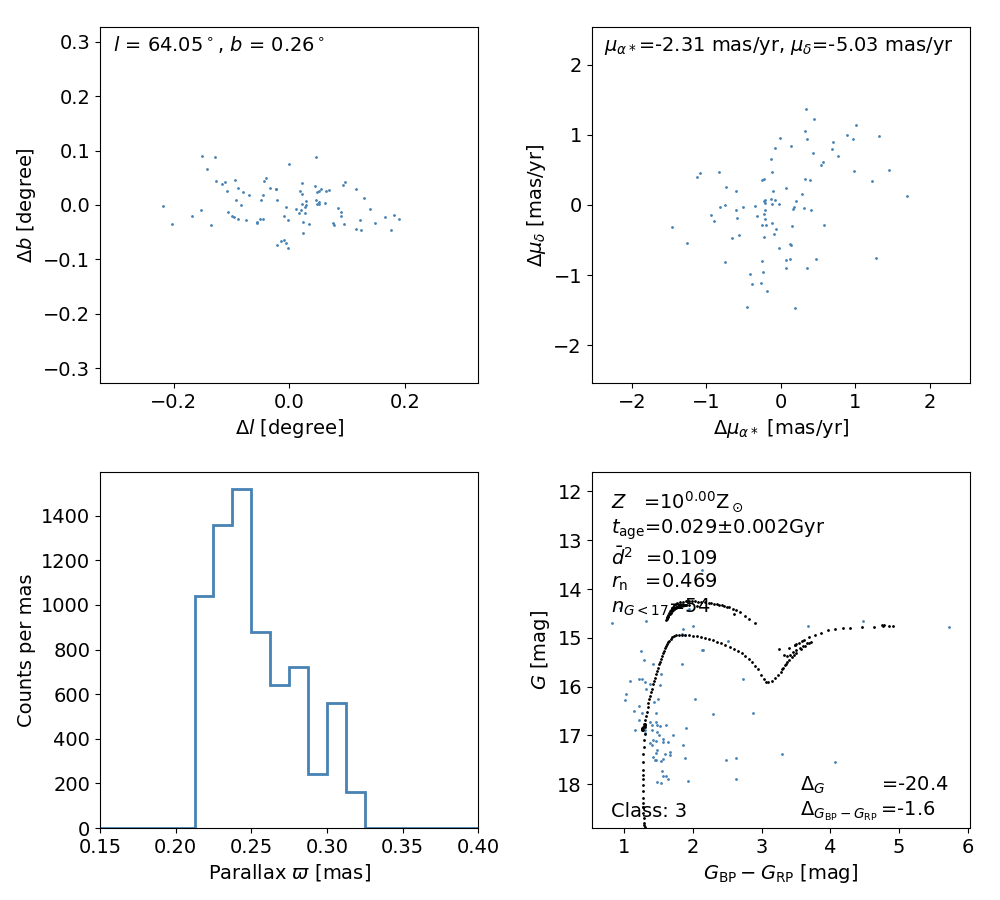 l = 64.05°, b = 0.26°
0.3
0.2
0.1
0.0
−0.1
−0.2
−0.3
Δb [degree]
−0.2 0.0 0.2
Δl [degree]
μα*=-2.31 mas/yr, μδ=-5.03 mas/yr
2
1
0
−1
−2
Δμδ [mas/yr]
−2 −1 0 1 2
Δμα* [mas/yr]
1400
1200
1000
800
600
400
200
0
Counts per mas
0.15 0.20 0.25 0.30 0.35 0.40
Parallax ϖ [mas]
12
13
14
15
16
17
18
G [mag]
Z =10^0.00 Z⊙
tage=0.029±0.002Gyr
d̄² =0.109
rn =0.469
nG<17=54
ΔG =-20.4
ΔGBP−GRP=-1.6
Class: 3
1 2 3 4 5 6
GBP − GRP [mag]